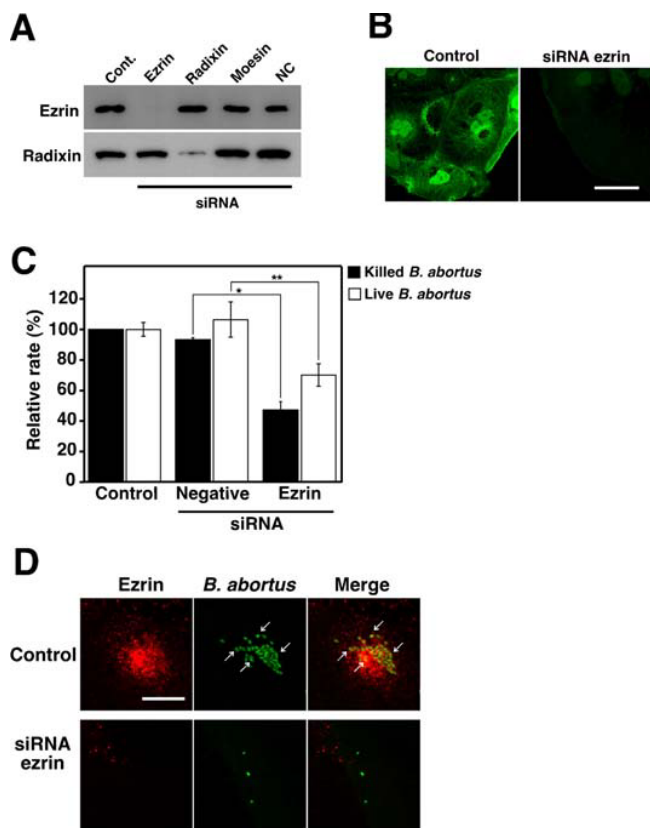 A
Cont.
Ezrin
Radixin
Moesin
NC
Ezrin
Radixin
siRNA
B
Control
siRNA ezrin
C
Killed B. abortus
Live B. abortus
Relative rate (%)
120
100
80
60
40
20
0
*
**
Control
Negative
Ezrin
siRNA
D
Ezrin
B. abortus
Merge
Control
siRNA
ezrin